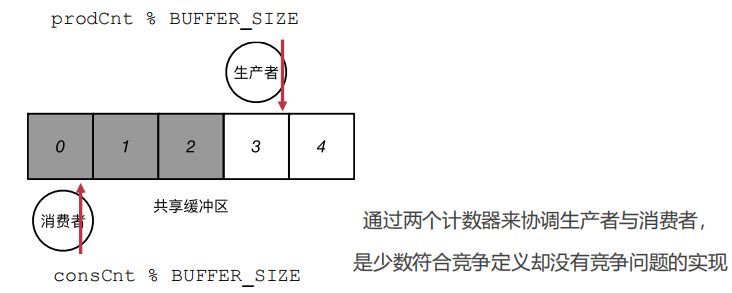 prodCnt % BUFFER_SIZE
生产者
0 1 2 3 4
消费者
共享缓冲区
consCnt % BUFFER_SIZE
通过两个计数器来协调生产者与消费者，
是少数符合竞争定义却没有竞争问题的实现